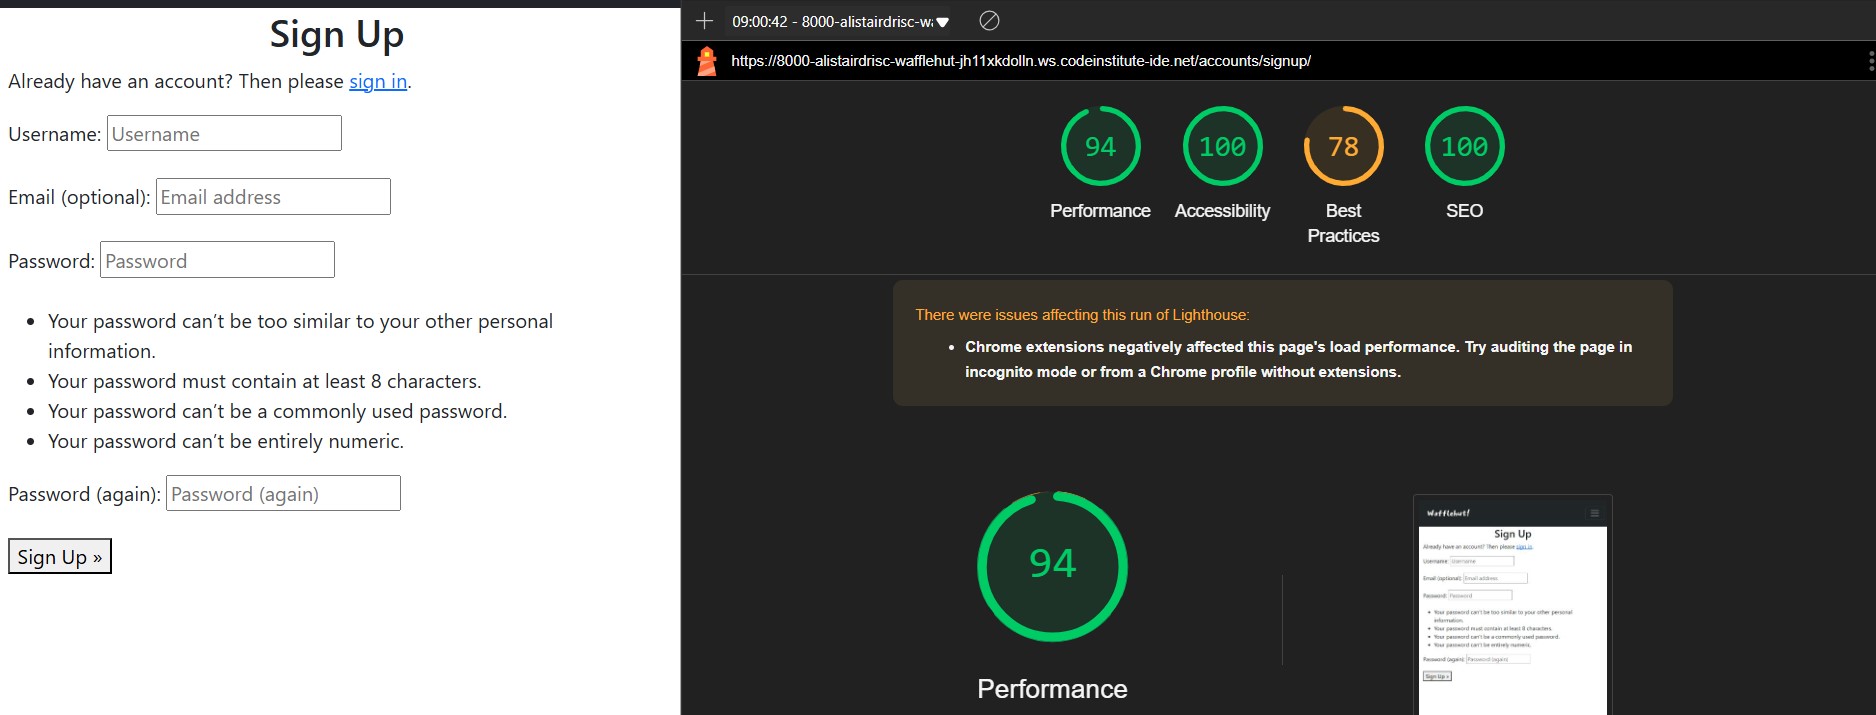 Sign Up
Already have an account? Then please sign in.
Username: Username
Email (optional): Email address
Password: Password
• Your password can’t be too similar to your other personal
information.
• Your password must contain at least 8 characters.
• Your password can’t be a commonly used password.
• Your password can’t be entirely numeric.
Password (again): Password (again)
Sign Up »
09:00:42 - 8000-alistairdrisc-wa
https://8000-alistairdrisc-wafflehut-jh11xkdolln.ws.codeinstitute-ide.net/accounts/signup/
94
100
78
100
Performance
Accessibility
Best
Practices
SEO
There were issues affecting this run of Lighthouse:
• Chrome extensions negatively affected this page's load performance. Try auditing the page in
incognito mode or from a Chrome profile without extensions.
94
Performance
Wafflehut!
Sign Up
Already have an account? Then please sign in.
Username: Username
Email (optional): Email address
Password: Password
• Your password can't be too similar to your other personal
information.
• Your password must contain at least 8 characters.
• Your password can't be a commonly used password.
• Your password can't be entirely numeric.
Password (again): Password (again)
Sign Up »